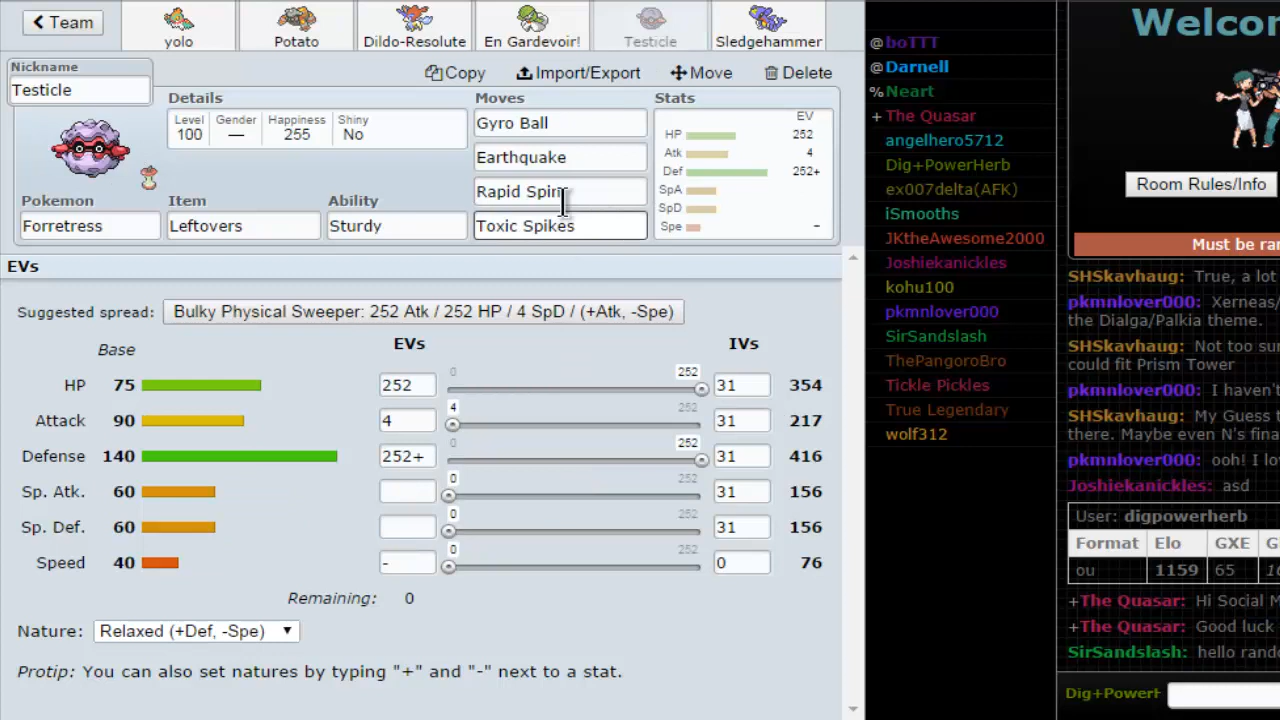 Team
yolo
Potato
Dildo-Resolute
En Gardevoir!
Testicle
Sledgehammer
Nickname
Testicle
Copy
Import/Export
Move
Delete
Details
Level
100
Gender
—
Happiness
255
Shiny
No
Moves
Gyro Ball
Earthquake
Rapid Spin
Toxic Spikes
Stats
EV
HP 252
Atk 4
Def 252+
SpA
SpD
Spe -
Pokemon
Forretress
Item
Leftovers
Ability
Sturdy
EVs
Suggested spread: Bulky Physical Sweeper: 252 Atk / 252 HP / 4 SpD / (+Atk, -Spe)
Base EVs IVs
HP 75 252 0 252 31 354
Attack 90 4 4 252 31 217
Defense 140 252+ 0 252 31 416
Sp. Atk. 60 0 252 31 156
Sp. Def. 60 0 252 31 156
Speed 40 - 0 252 0 76
Remaining: 0
Nature: Relaxed (+Def, -Spe)
Protip: You can also set natures by typing "+" and "-" next to a stat.
@boTTT
@Darnell
%Neart
+The Quasar
angelhero5712
Dig+PowerHerb
ex007delta(AFK)
iSmooths
JKtheAwesome2000
Joshiekanickles
kohu100
pkmnlover000
SirSandslash
ThePangoroBro
Tickle Pickles
True Legendary
wolf312
Room Rules/Info
SHSkavhaug: True, a lot
pkmnlover000: Xerneas/
the Dialga/Palkia theme.
SHSkavhaug: Not too sur
could fit Prism Tower
pkmnlover000: I haven't
SHSkavhaug: My Guess t
there. Maybe even N's fina
pkmnlover000: ooh! I lo
Joshiekanickles: asd
User: digpowerherb
Format Elo GXE
ou 1159 65
+The Quasar: Hi Social M
+The Quasar: Good luck
SirSandslash: hello rand
Must be